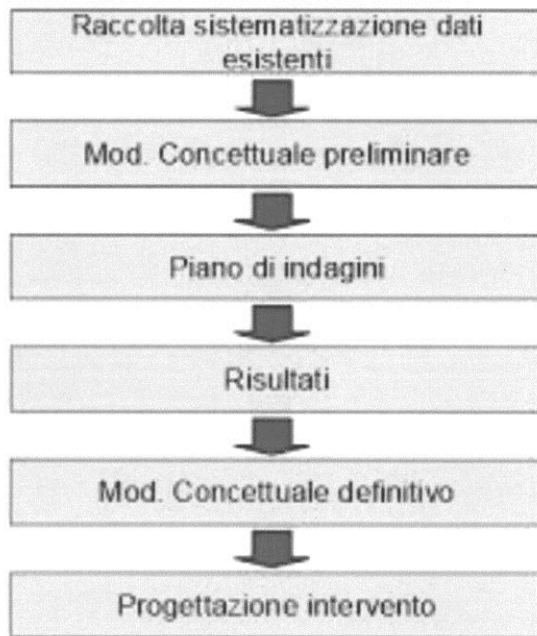 Raccolta sistematizzazione dati
esistenti
Mod. Concettuale preliminare
Piano di indagini
Risultati
Mod. Concettuale definitivo
Progettazione intervento